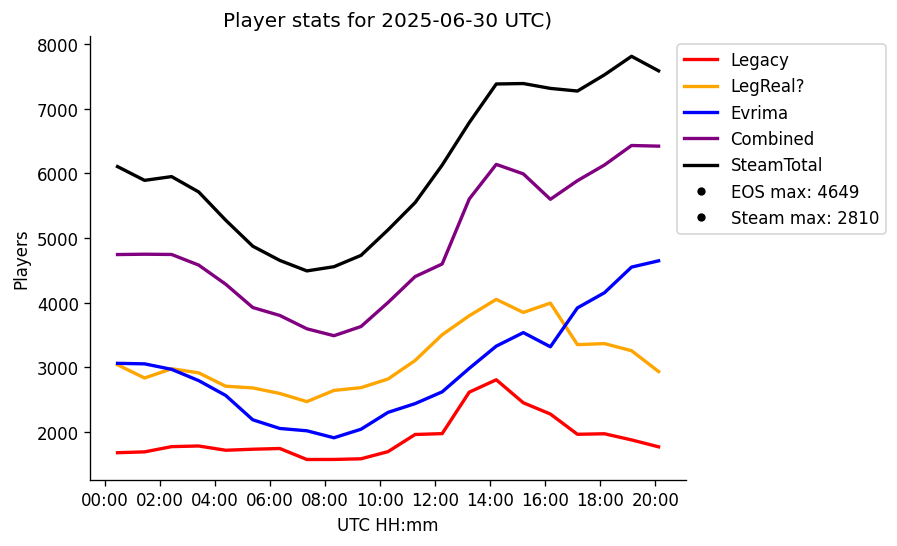 Player stats for 2025-06-30 UTC)
8000
7000
6000
5000
4000
3000
2000
Players
00:00 02:00 04:00 06:00 08:00 10:00 12:00 14:00 16:00 18:00 20:00
UTC HH:mm
Legacy
LegReal?
Evrima
Combined
SteamTotal
EOS max: 4649
Steam max: 2810